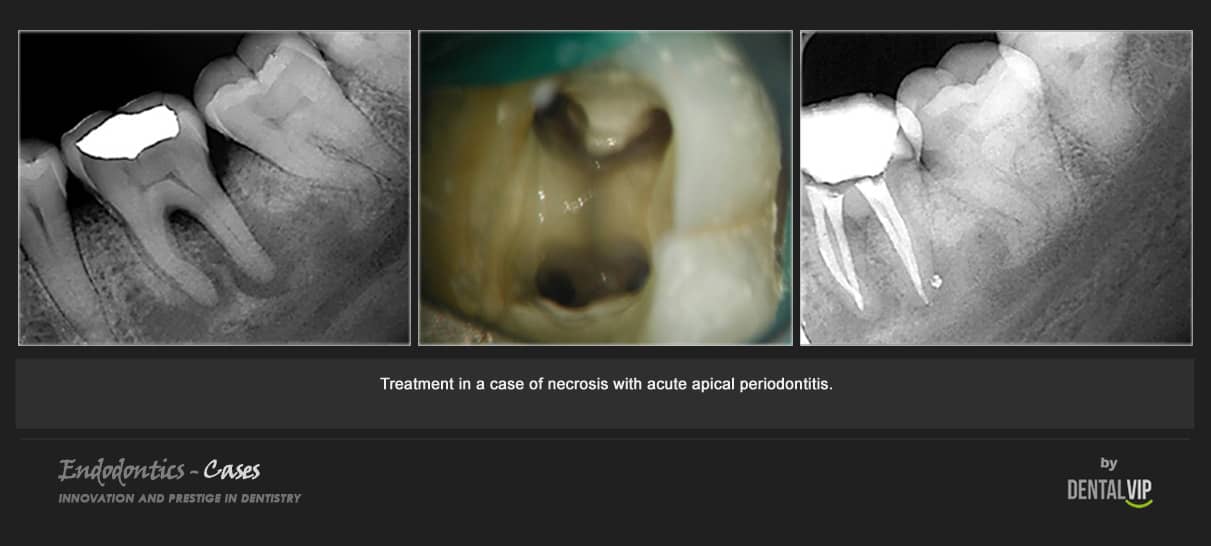 Treatment in a case of necrosis with acute apical periodontitis.
Endodontics - Cases
INNOVATION AND PRESTIGE IN DENTISTRY
by
DENTALVIP